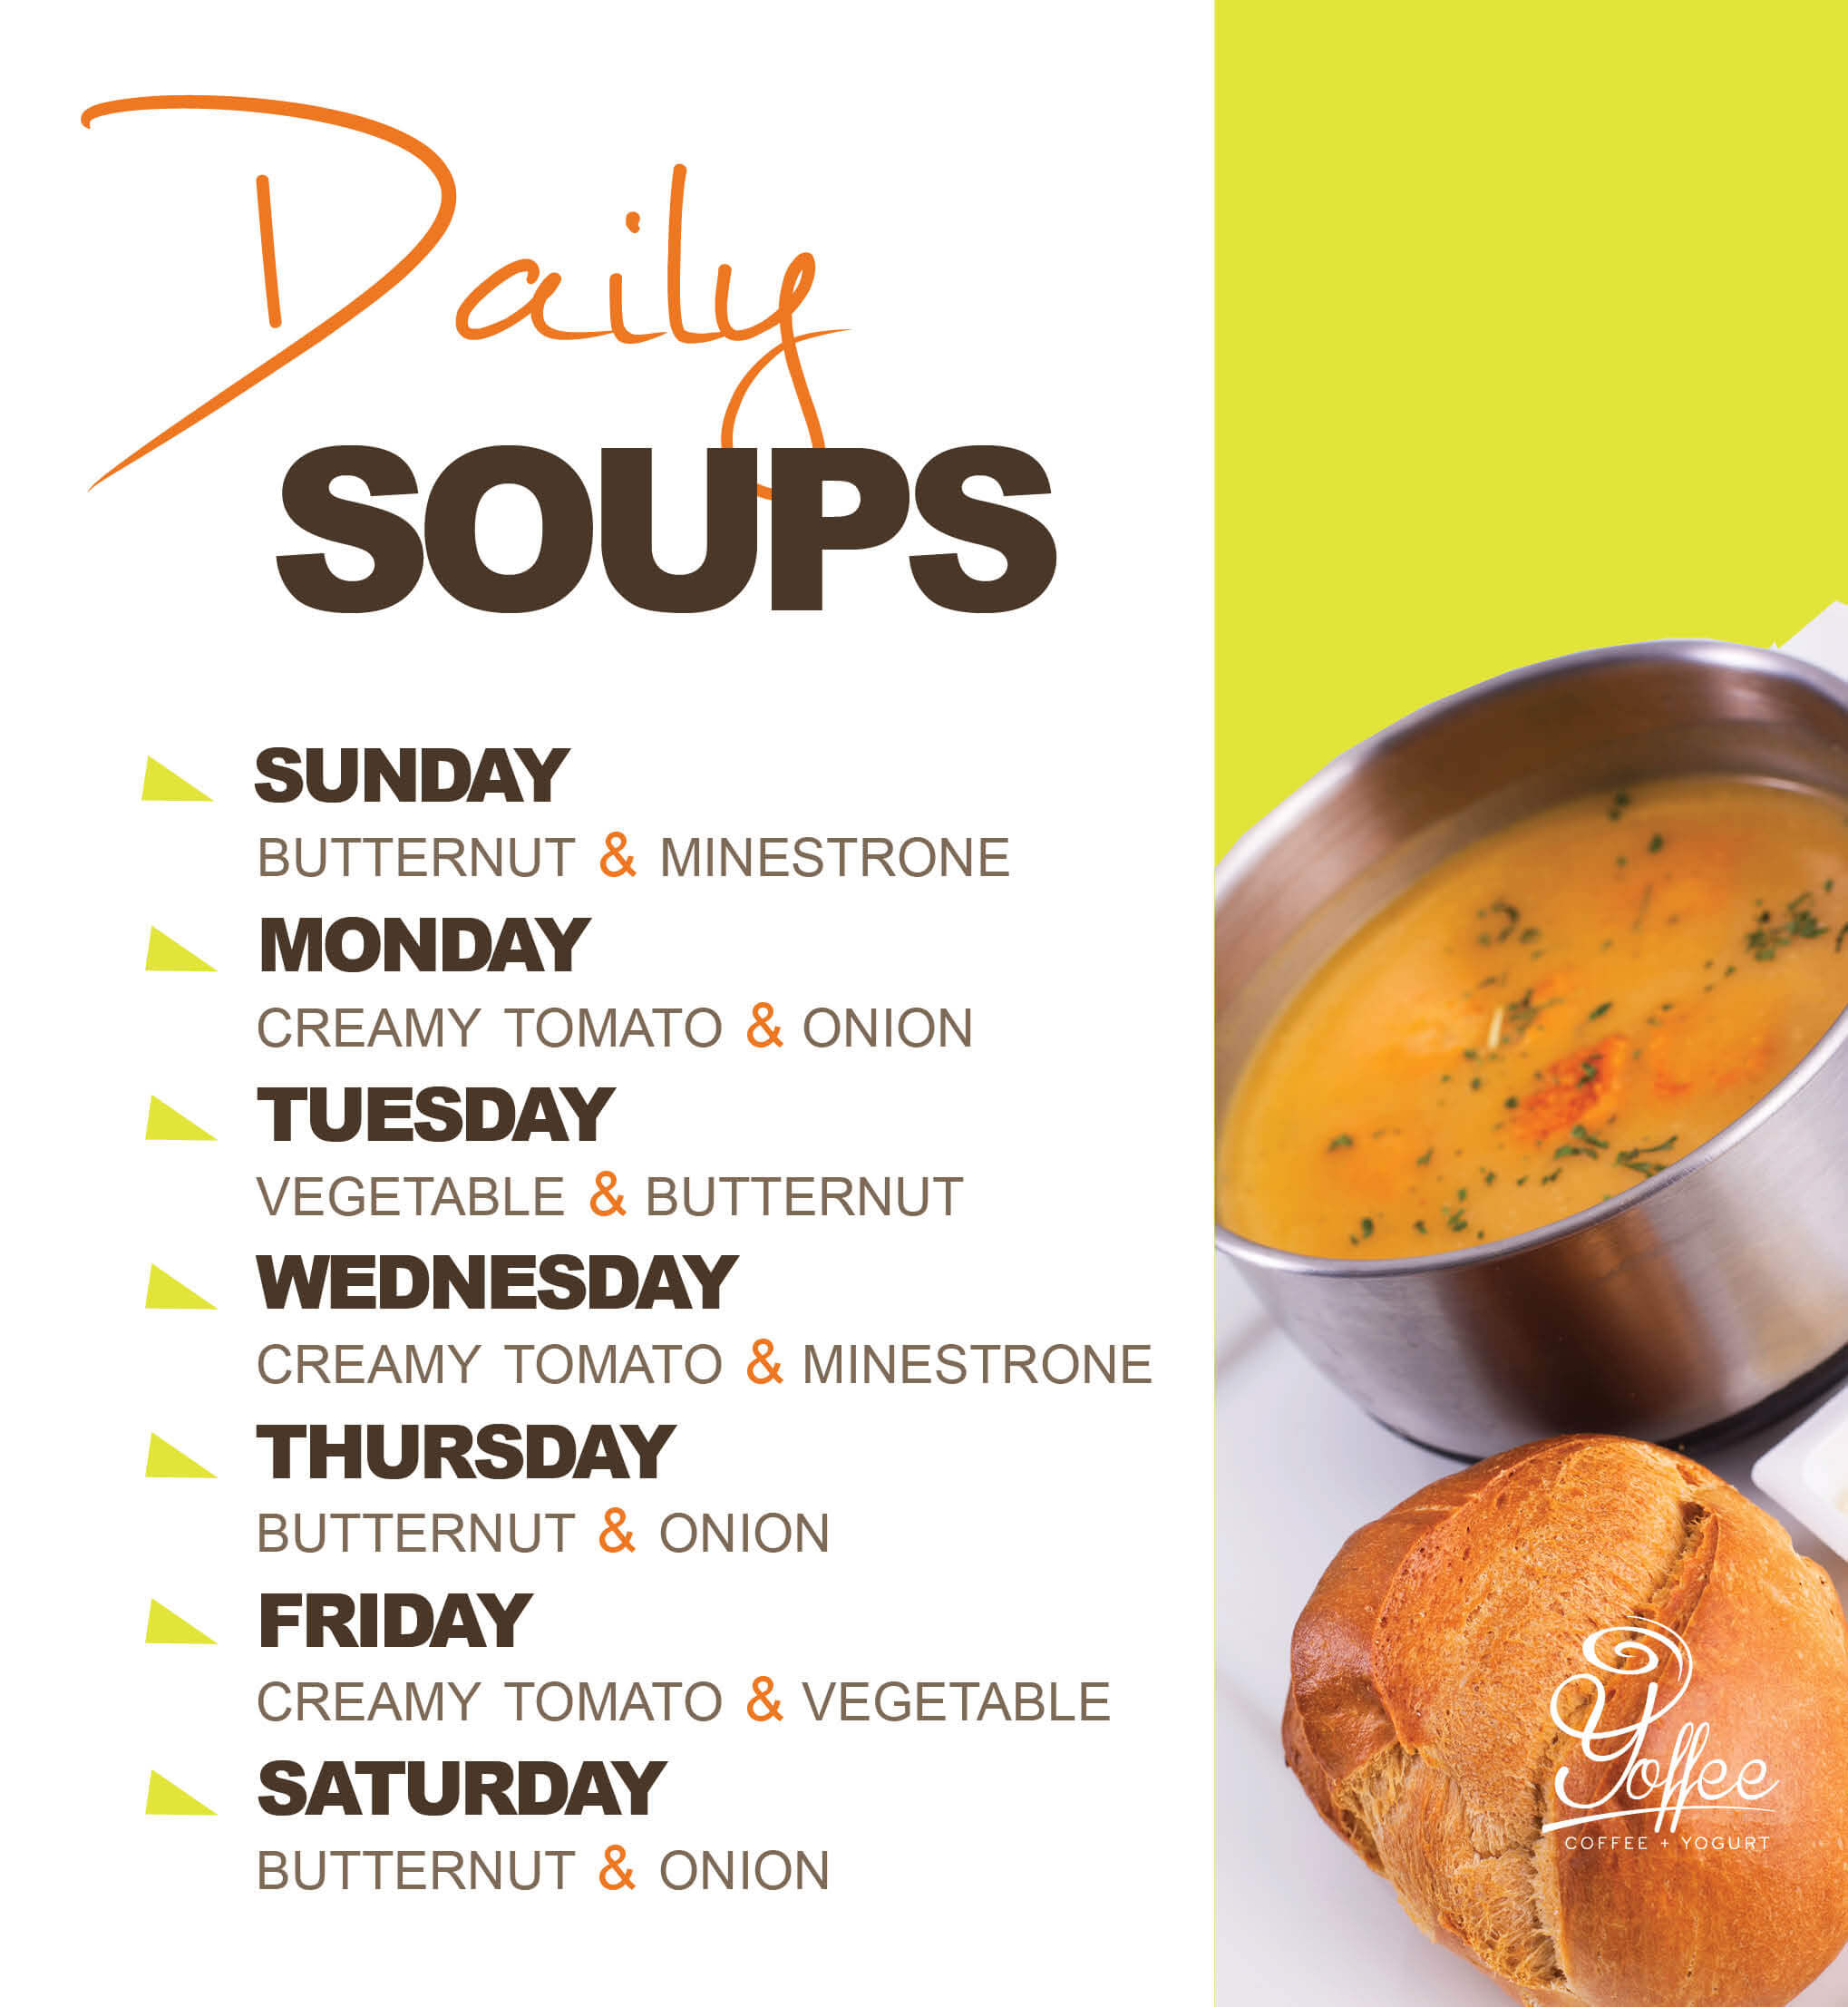 Daily
SOUPS
SUNDAY
BUTTERNUT & MINESTRONE
MONDAY
CREAMY TOMATO & ONION
TUESDAY
VEGETABLE & BUTTERNUT
WEDNESDAY
CREAMY TOMATO & MINESTRONE
THURSDAY
BUTTERNUT & ONION
FRIDAY
CREAMY TOMATO & VEGETABLE
SATURDAY
BUTTERNUT & ONION
Yoffee
COFFEE + YOGURT